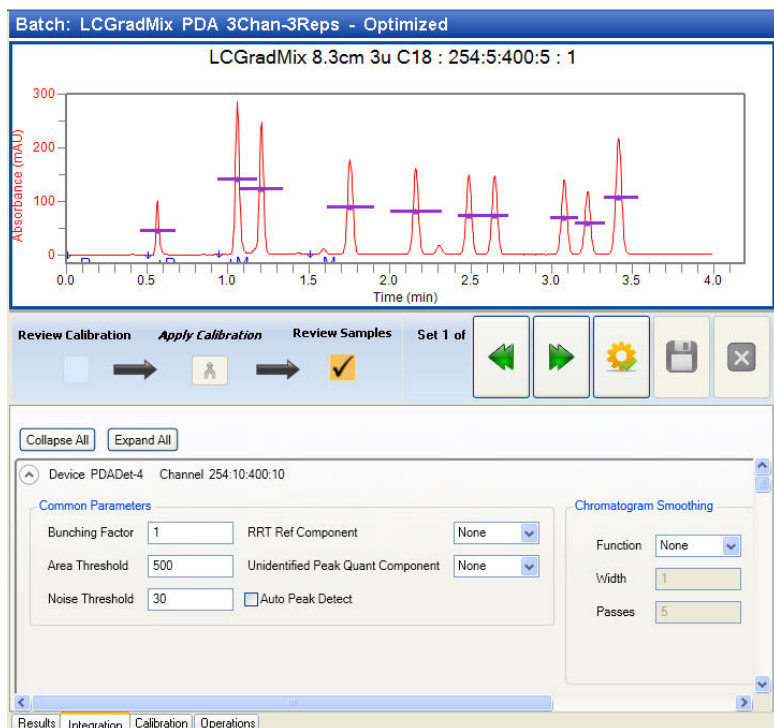 Batch: LCGradMix PDA 3Chan-3Reps - Optimized
LCGradMix 8.3cm 3u C18 : 254:5:400:5 : 1
Absorbance (mAU)
300
200
100
0
0.0 0.5 1.0 1.5 2.0 2.5 3.0 3.5 4.0
Time (min)
Review Calibration Apply Calibration Review Samples Set 1 of
Collapse All Expand All
Device PDADet-4 Channel 254:10:400:10
Common Parameters
Bunching Factor 1 RRT Ref Component None
Area Threshold 500 Unidentified Peak Quant Component None
Noise Threshold 30 Auto Peak Detect
Chromatogram Smoothing
Function None
Width 1
Passes 5
Results Integration Calibration Operations